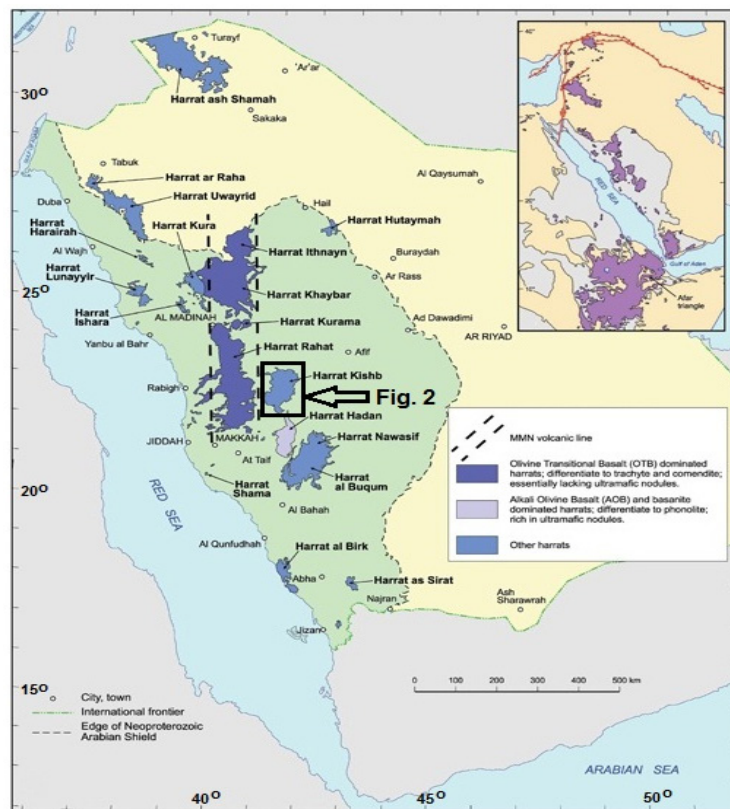 MEDITERRANEAN SEA
Turayf
'Ar'ar
30°
Harrat ash Shamah
Sakaka
Tabuk
Harrat ar Raha
Al Qaysumah
Duba
Harrat Uwayrid
Hail
Harrat Hutaymah
Harrat
Harairah
Harrat Kura
Al Wajh
Harrat Ithnayn
Buraydah
Harrat
Lunayyir
Ar Rass
25°
Harrat Khaybar
Harrat
Ishara
AL MADINAH
Harrat Kurama
Ad Dawadimi
Yanbu al Bahr
AR RIYAD
Harrat Rahat
Afif
Rabigh
Harrat Kishb
Fig. 2
Harrat Hadan
JIDDAH
MAKKAH
Harrat Nawasif
At Taif
Harrat
Shama
Harrat
al Buqum
20°
RED SEA
Al Bahah
Al Qunfudhah
Harrat al Birk
Abha
Harrat as Sirat
Najran
Ash
Sharawrah
Jizan
15°
RED SEA
Gulf of Aden
Afar
triangle
MMN volcanic line
Olivine Transitional Basalt (OTB) dominated
harrats; differentiate to trachyte and comendite;
essentially lacking ultramafic nodules.
Alkali Olivine Basalt (AOB) and basanite
dominated harrats; differentiate to phonolite;
rich in ultramafic nodules.
Other harrats
0 100 200 300 400 500 km
City, town
International frontier
Edge of Neoproterozoic
Arabian Shield
ARABIAN SEA
40° 45° 50°